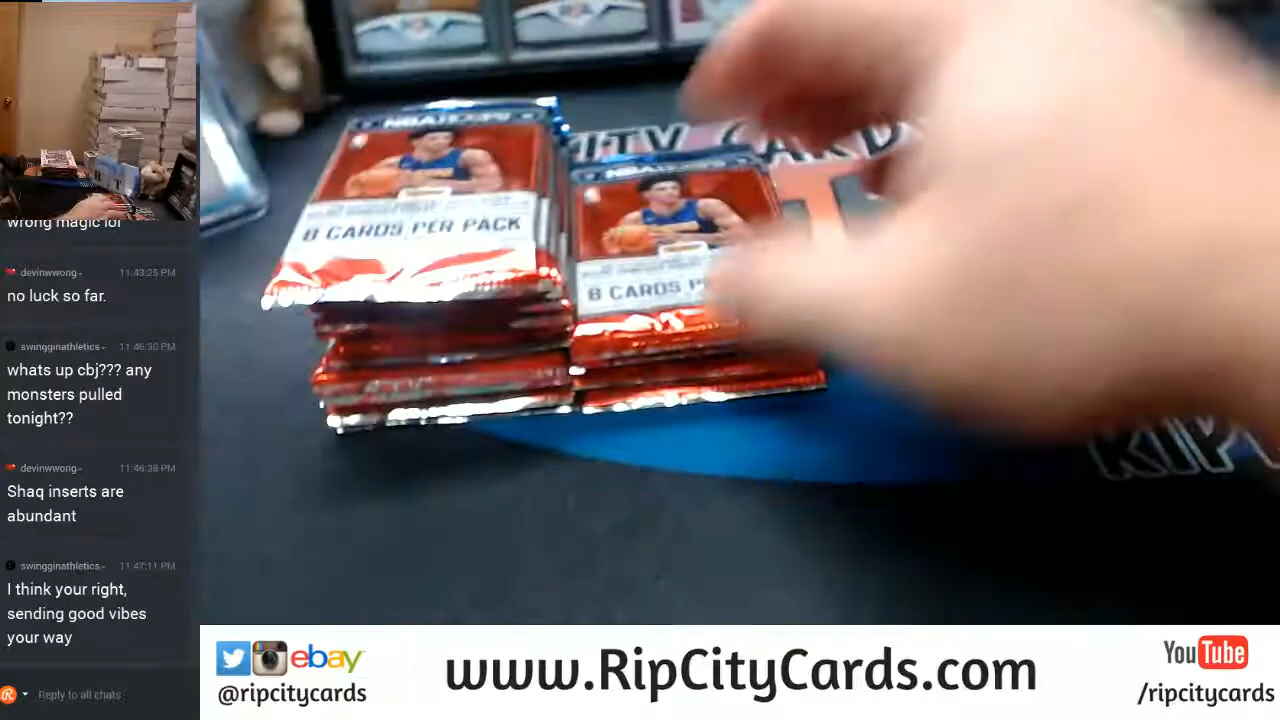 wrong magic lol
devinwwong-
11:43:25 PM
no luck so far.
swingginathletics-
11:46:30 PM
whats up cbj??? any
monsters pulled
tonight??
devinwwong-
11:46:38 PM
Shaq inserts are
abundant
swingginathletics-
11:47:11 PM
I think your right,
sending good vibes
your way
Reply to all chats
NBA HOOPS
8 CARDS PER PACK
NBA HOOPS
8 CARDS P
CARDS
ebay
@ripcitycards
www.RipCityCards.com
YouTube
/ripcitycards